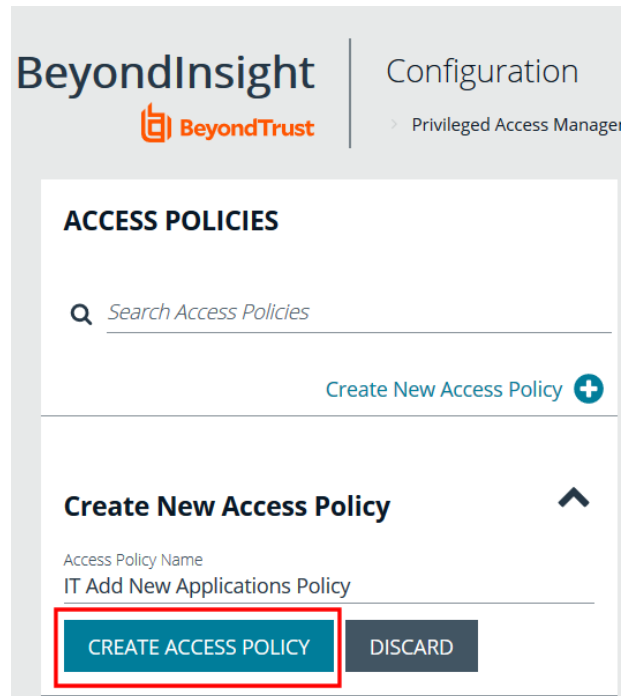 BeyondInsight
BeyondTrust
Configuration
> Privileged Access Manager
ACCESS POLICIES
Search Access Policies
Create New Access Policy
Create New Access Policy
Access Policy Name
IT Add New Applications Policy
CREATE ACCESS POLICY
DISCARD